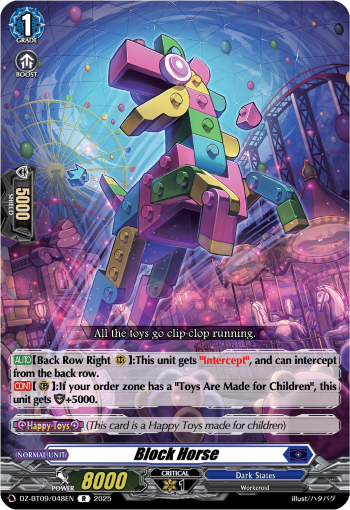 1
GRADE
BOOST
5000
SHIELD
All the toys go clip-clop running.
AUTO【Back Row Right 】:This unit gets "Intercept", and can intercept
from the back row.
CONT【 】:If your order zone has a "Toys Are Made for Children", this
unit gets +5000.
Happy Toys (This card is a Happy Toys made for children)
NORMAL UNIT
Block Horse
POWER 8000
CRITICAL
1
Dark States
Workeroid
DZ-BT09/048EN R 2025
illust/ハタパグ